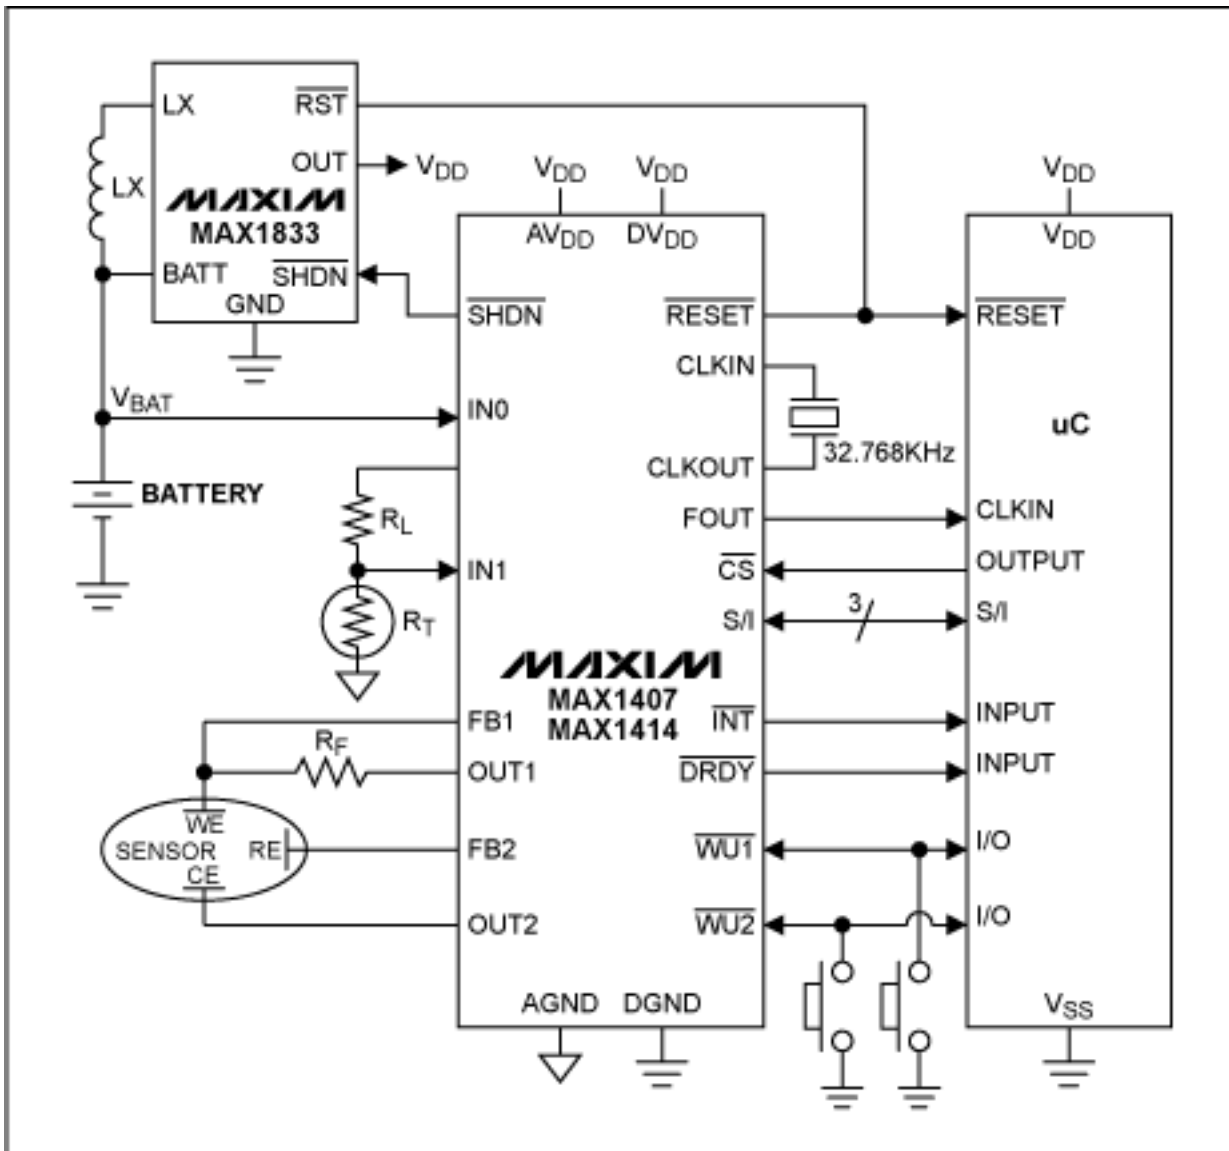 LX
RST
OUT
VDD
LX
MAXIM
MAX1833
BATT
SHDN
GND
VBAT
BATTERY
RL
RT
RF
WE
SENSOR
RE
CE
VDD
VDD
AVDD
DVDD
SHDN
RESET
CLKIN
IN0
CLKOUT
FOUT
IN1
CS
S/I
MAXIM
MAX1407
MAX1414
FB1
INT
OUT1
DRDY
FB2
WU1
OUT2
WU2
AGND
DGND
32.768KHz
3
VDD
VDD
RESET
uC
CLKIN
OUTPUT
S/I
INPUT
INPUT
I/O
I/O
VSS